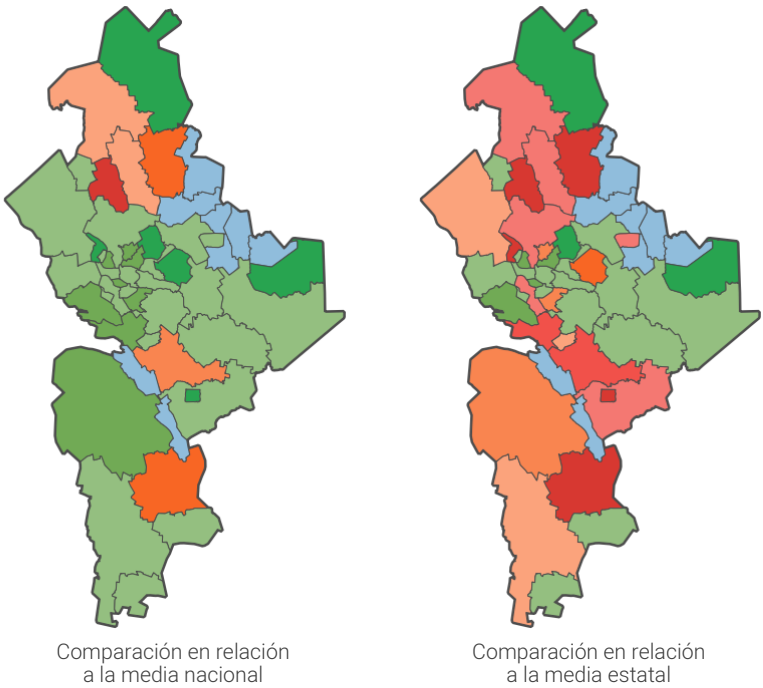 Comparación en relación
a la media nacional
Comparación en relación
a la media estatal